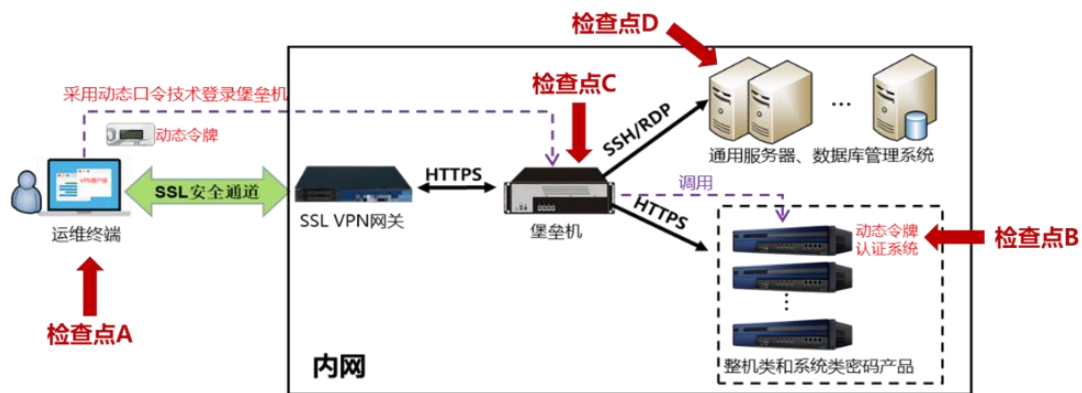 检查点D
检查点C
采用动态口令技术登录堡垒机
动态令牌
VPN客户端
SSL安全通道
HTTPS
SSH/RDP
...
通用服务器、数据库管理系统
调用
运维终端
SSL VPN网关
堡垒机
HTTPS
动态令牌
认证系统
检查点B
检查点A
内网
整机类和系统类密码产品